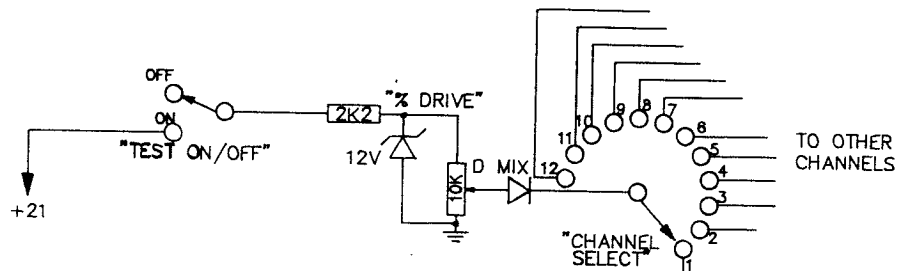 OFF
ON
"TEST ON/OFF"
+21
2K2
"% DRIVE"
12V
10K
D MIX
12
11
10
9
8
7
6
5
4
3
2
1
TO OTHER
CHANNELS
"CHANNEL
SELECT"